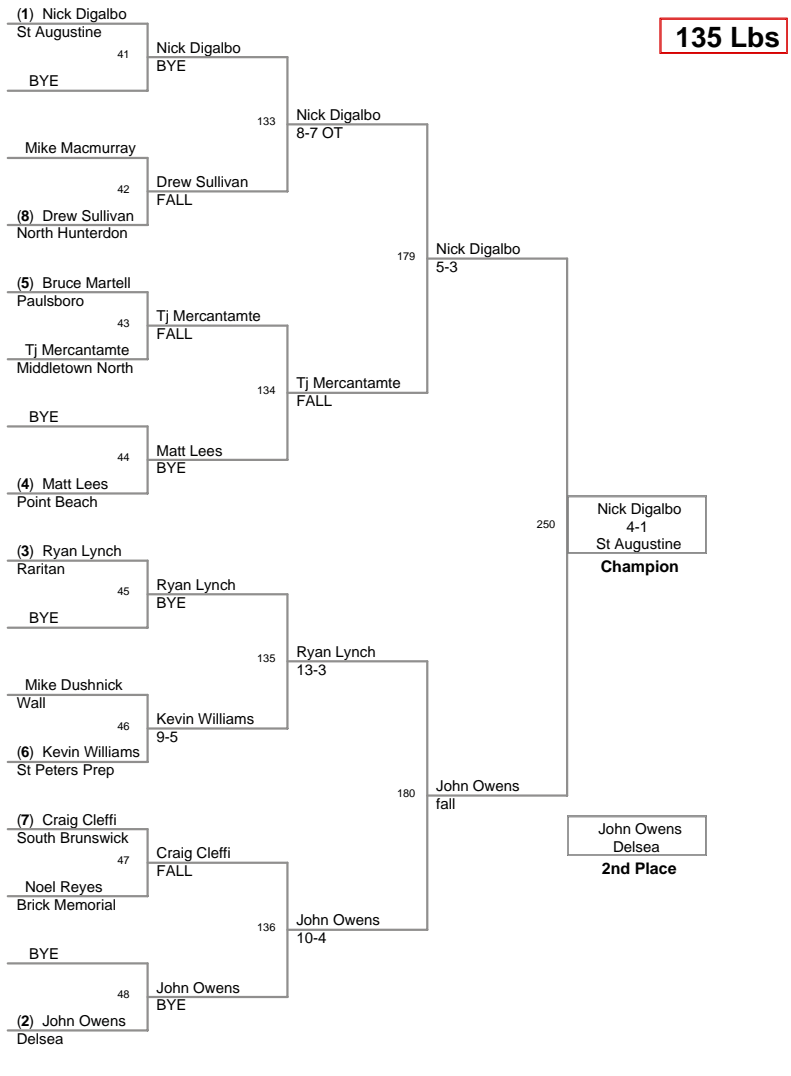 (1) Nick Digalbo
St Augustine
135 Lbs
41
Nick Digalbo
BYE
BYE
133
Nick Digalbo
8-7 OT
Mike Macmurray
42
Drew Sullivan
FALL
(8) Drew Sullivan
North Hunterdon
179
Nick Digalbo
5-3
(5) Bruce Martell
Paulsboro
43
Tj Mercantamte
FALL
Tj Mercantamte
Middletown North
134
Tj Mercantamte
FALL
BYE
44
Matt Lees
BYE
(4) Matt Lees
Point Beach
250
Nick Digalbo
4-1
St Augustine
Champion
(3) Ryan Lynch
Raritan
45
Ryan Lynch
BYE
BYE
135
Ryan Lynch
13-3
Mike Dushnick
Wall
46
Kevin Williams
9-5
(6) Kevin Williams
St Peters Prep
180
John Owens
fall
(7) Craig Cleffi
South Brunswick
47
Craig Cleffi
FALL
Noel Reyes
Brick Memorial
136
John Owens
10-4
BYE
48
John Owens
BYE
(2) John Owens
Delsea
John Owens
Delsea
2nd Place